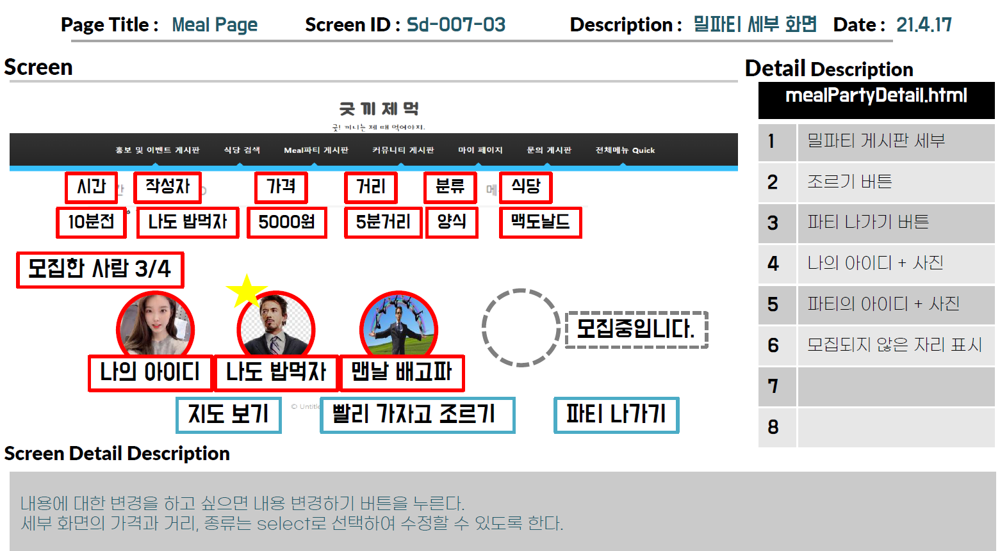 Page Title : Meal Page Screen ID : Sd-007-03 Description : 밀파티 세부 화면 Date : 21.4.17
Screen
Detail Description
mealPartyDetail.html
굿 끼 제 먹
굿! 끼니는 제 때 먹어야지.
홍보 및 이벤트 게시판 식당 검색 Meal파티 게시판 커뮤니티 게시판 마이 페이지 문의 게시판 전체메뉴 Quick
시간 작성자 가격 거리 분류 식당
10분전 나도 밥먹자 5000원 5분거리 양식 맥도날드
모집한 사람 3/4
모집중입니다.
나의 아이디 나도 밥먹자 맨날 배고파
© Untitle
지도 보기 빨리 가자고 조르기 파티 나가기
1 밀파티 게시판 세부
2 조르기 버튼
3 파티 나가기 버튼
4 나의 아이디 + 사진
5 파티의 아이디 + 사진
6 모집되지 않은 자리 표시
7
8
Screen Detail Description
내용에 대한 변경을 하고 싶으면 내용 변경하기 버튼을 누른다.
세부 화면의 가격과 거리, 종류는 select로 선택하여 수정할 수 있도록 한다.